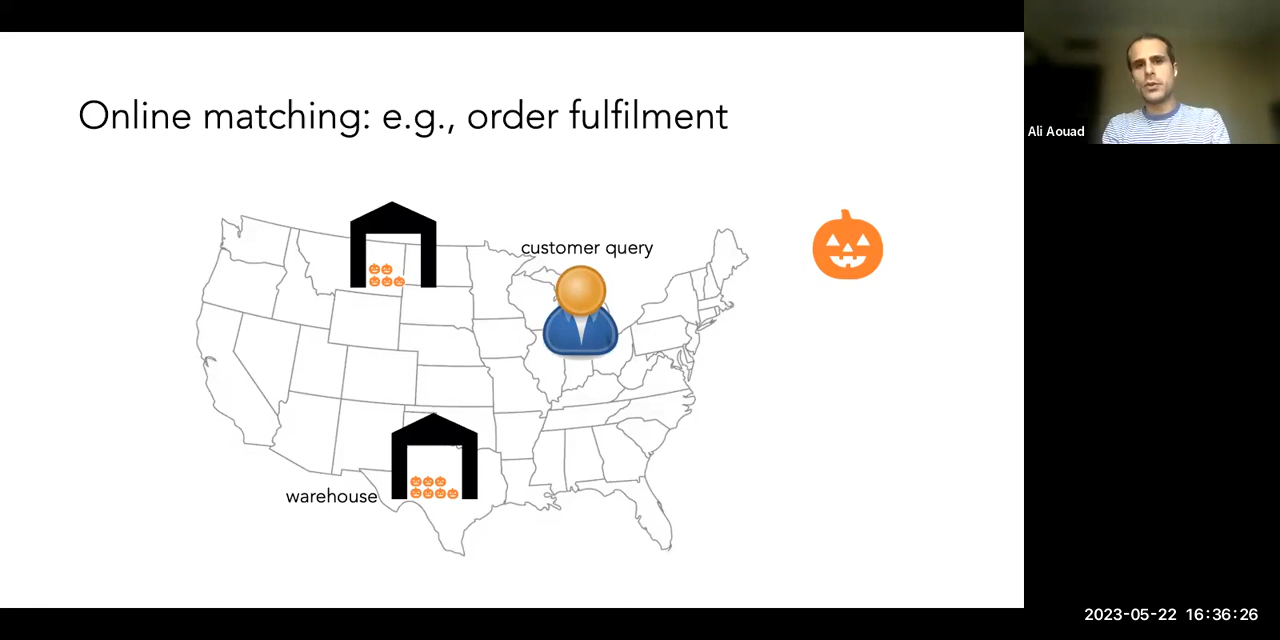 Online matching: e.g., order fulfilment
customer query
warehouse
Ali Aouad
2023-05-22 16:36:26